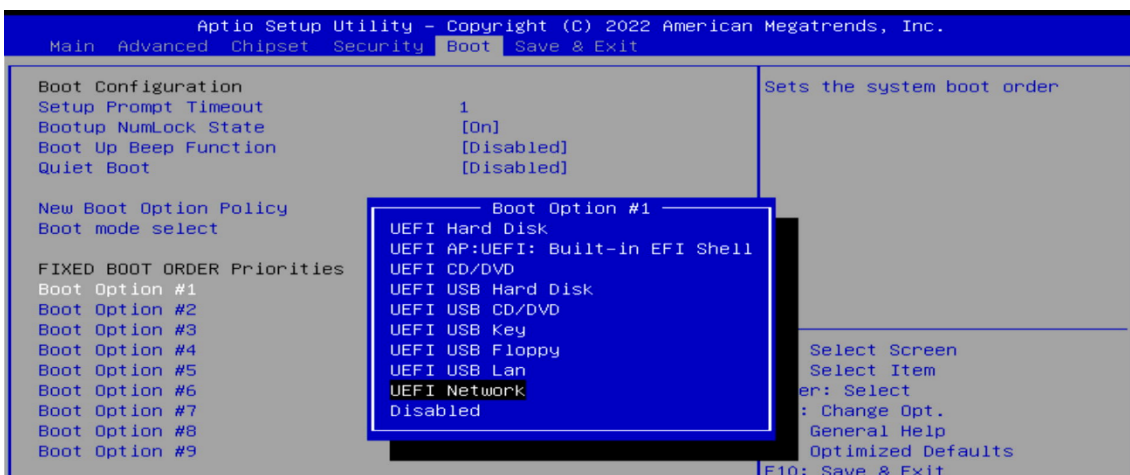 Aptio Setup Utility – Copyright (C) 2022 American Megatrends, Inc.
Main Advanced Chipset Security Boot Save & Exit
Boot Configuration
Setup Prompt Timeout 1
Bootup NumLock State [On]
Boot Up Beep Function [Disabled]
Quiet Boot [Disabled]
New Boot Option Policy
Boot mode select
FIXED BOOT ORDER Priorities
Boot Option #1
Boot Option #2
Boot Option #3
Boot Option #4
Boot Option #5
Boot Option #6
Boot Option #7
Boot Option #8
Boot Option #9
Boot Option #1
UEFI Hard Disk
UEFI AP:UEFI: Built-in EFI Shell
UEFI CD/DVD
UEFI USB Hard Disk
UEFI USB CD/DVD
UEFI USB Key
UEFI USB Floppy
UEFI USB Lan
UEFI Network
Disabled
Sets the system boot order
Select Screen
Select Item
er: Select
: Change Opt.
General Help
Optimized Defaults
F10: Save & Exit